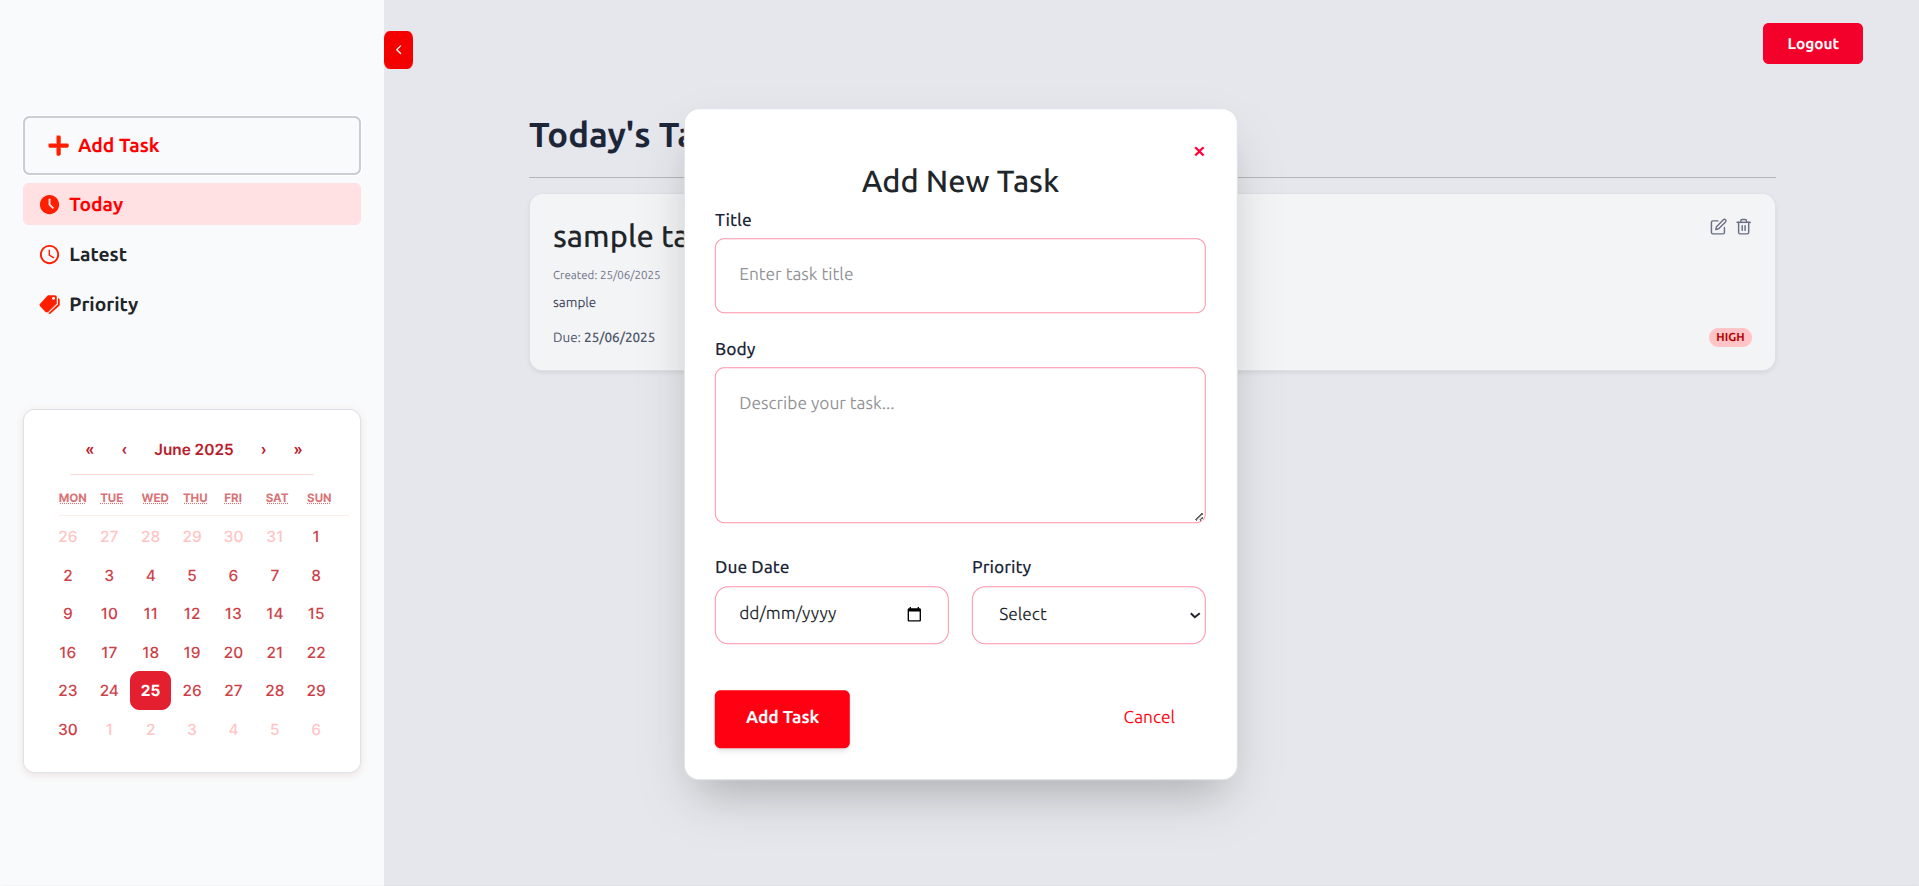 Add Task
Today
Latest
Priority
« ‹ June 2025 › »
MON TUE WED THU FRI SAT SUN
26 27 28 29 30 31 1
2 3 4 5 6 7 8
9 10 11 12 13 14 15
16 17 18 19 20 21 22
23 24 25 26 27 28 29
30 1 2 3 4 5 6
Logout
Today's Ta
sample ta
Created: 25/06/2025
sample
Due: 25/06/2025
HIGH
×
Add New Task
Title
Enter task title
Body
Describe your task...
Due Date
dd/mm/yyyy
Priority
Select
Add Task
Cancel